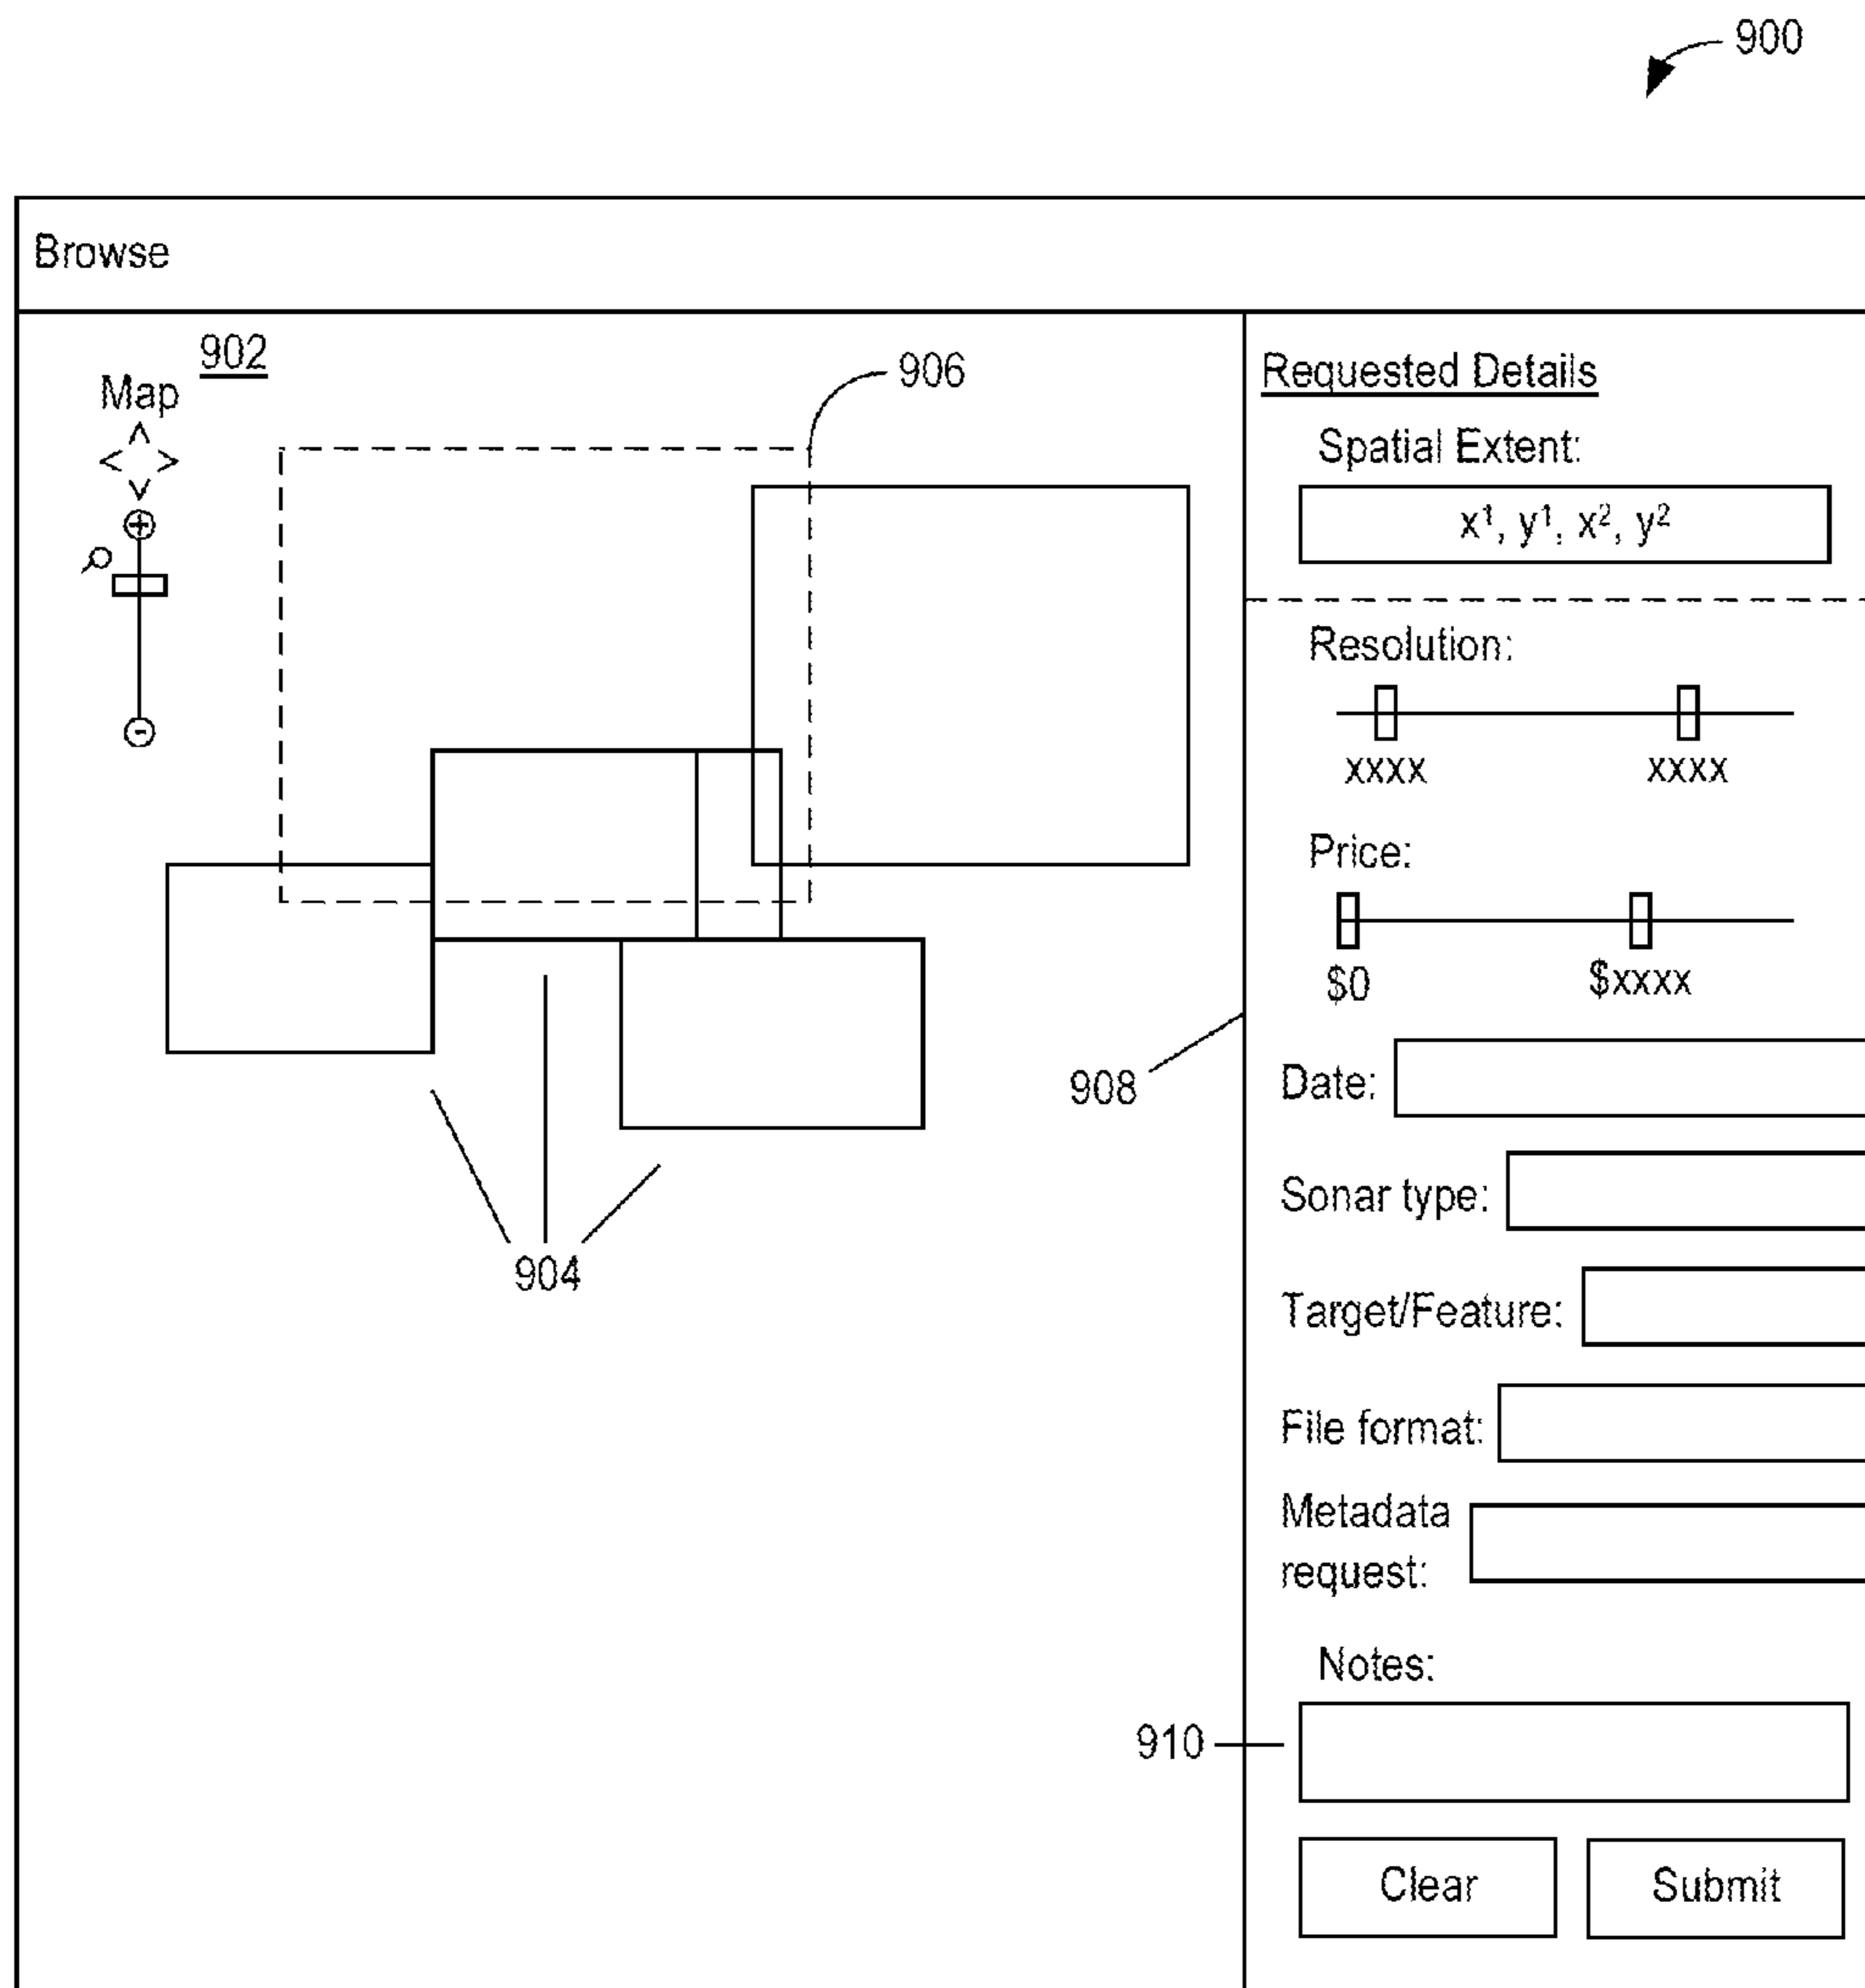 900
Browse
902
Map
906
Requested Details
Spatial Extent:
x¹, y¹, x², y²
Resolution:
xxxx xxxx
Price:
$0 $xxxx
908
Date:
Sonar type:
904
Target/Feature:
File format:
Metadata
request:
Notes:
910
Clear Submit